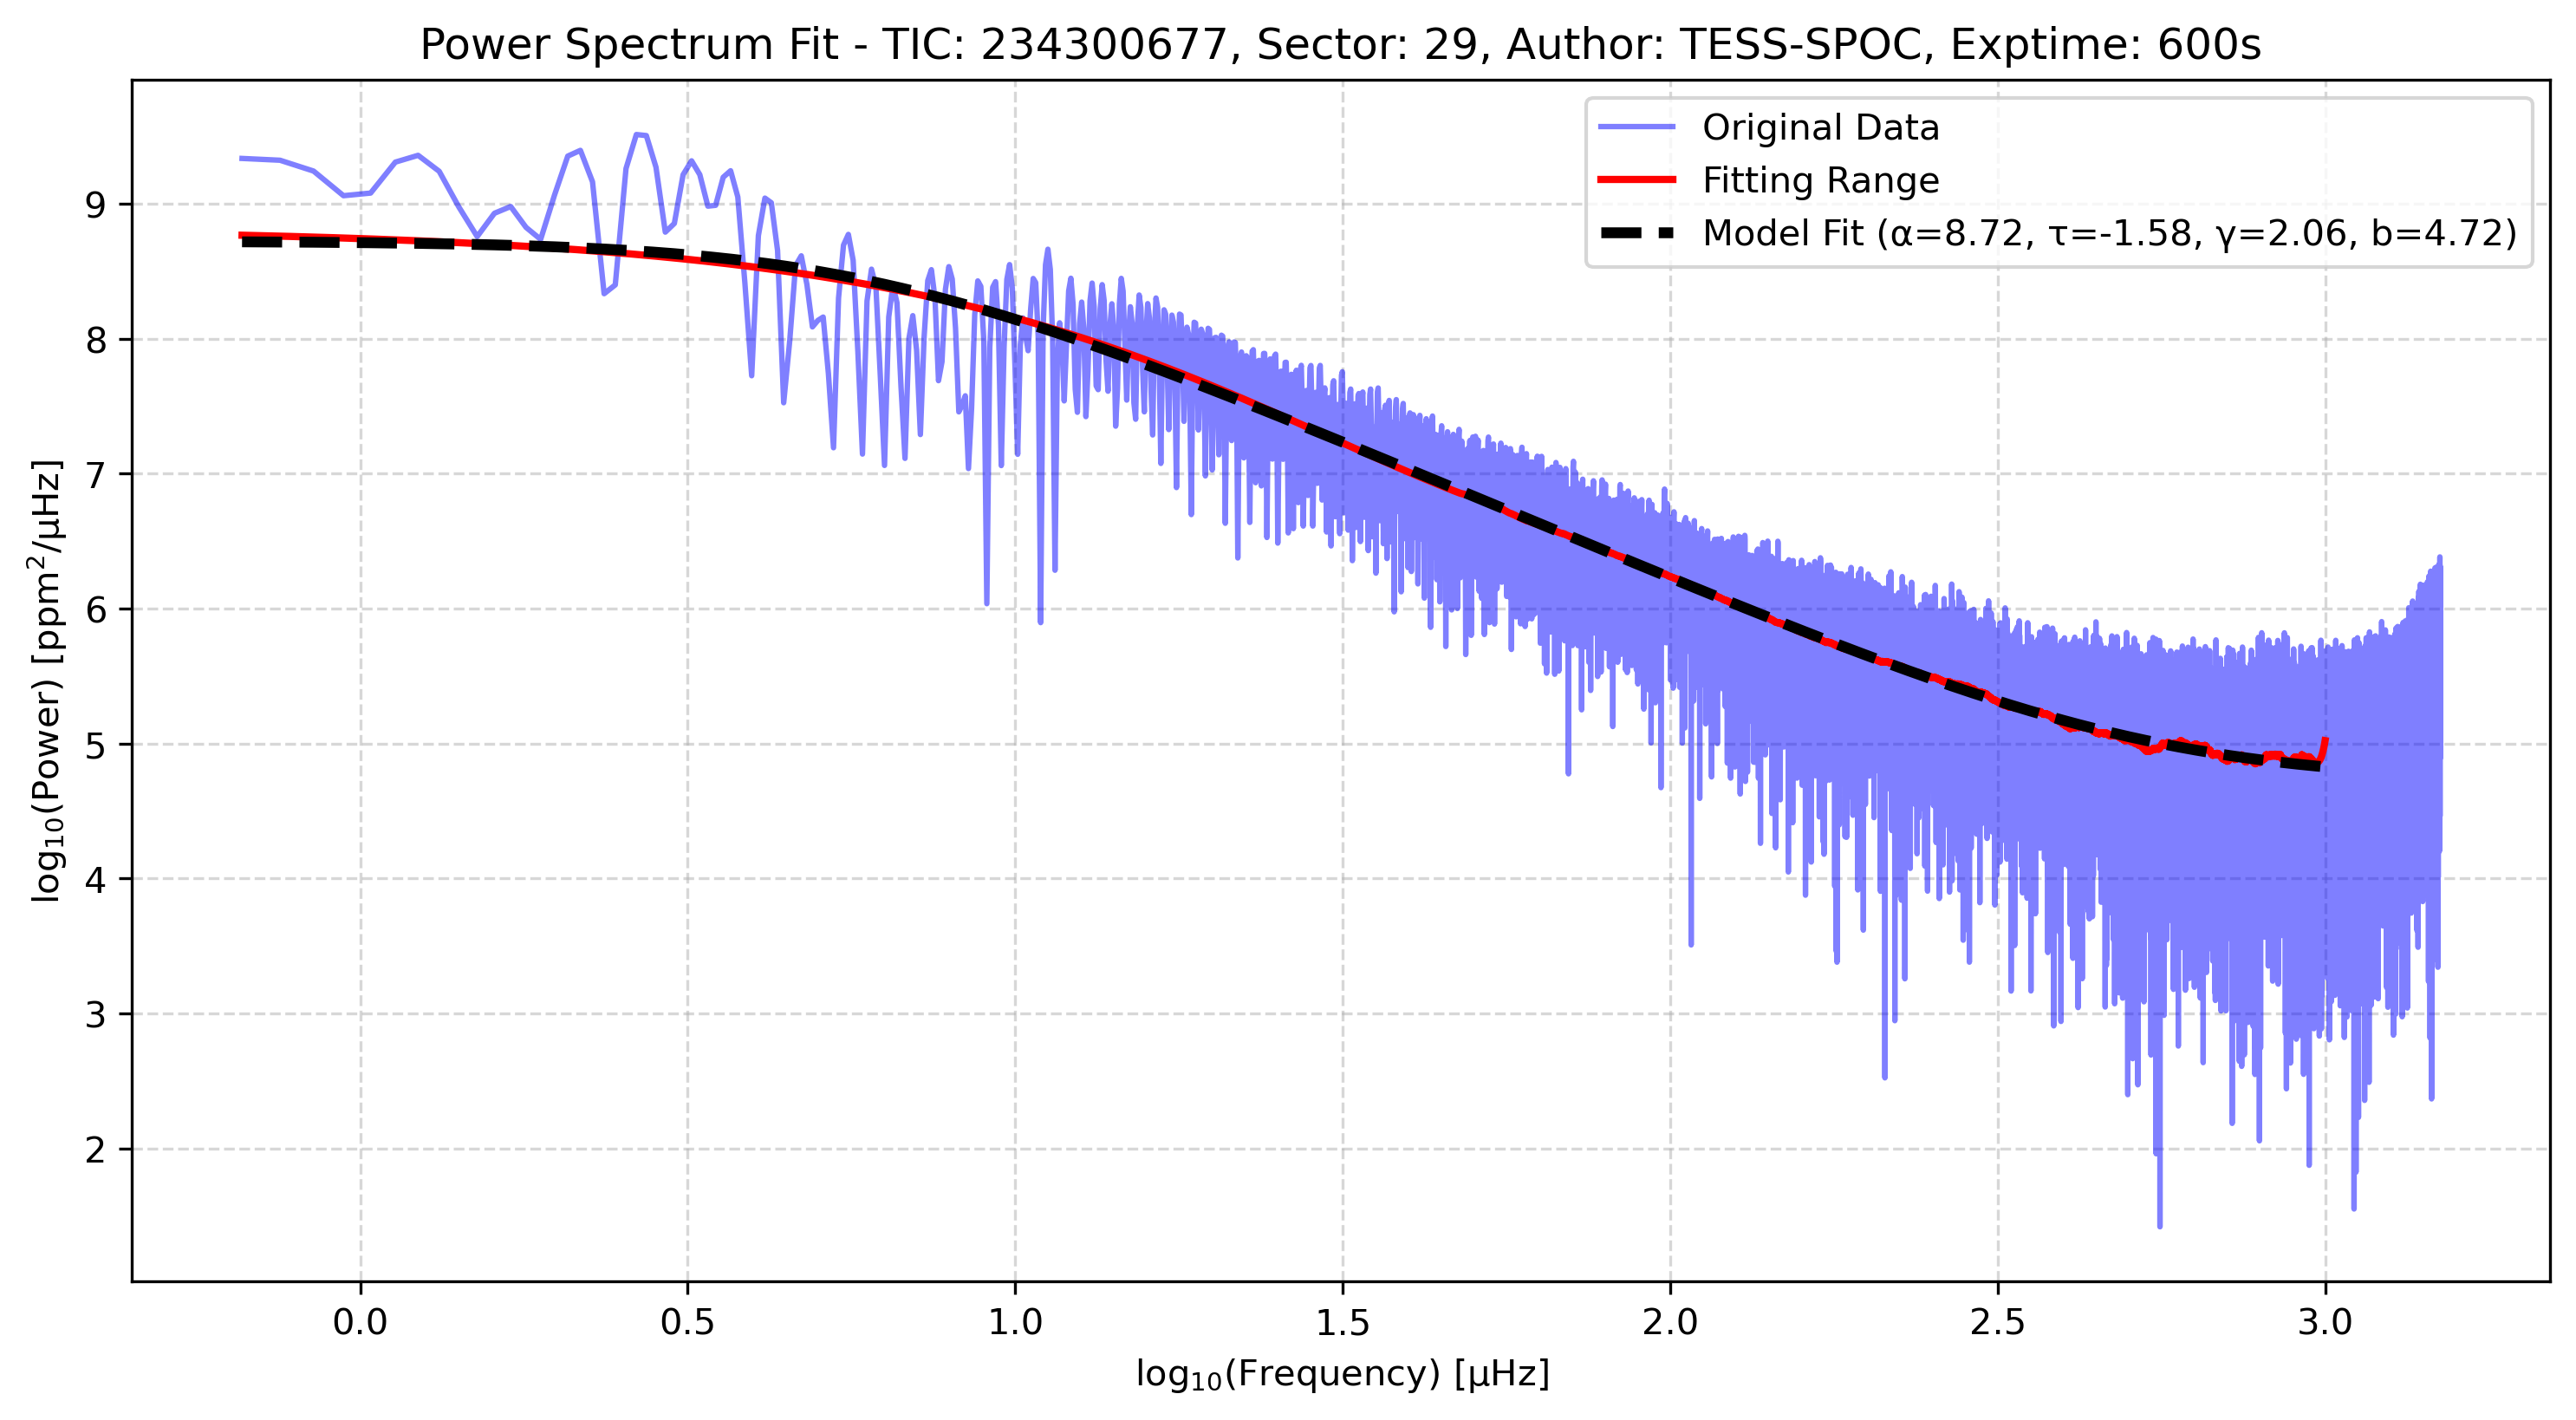 Power Spectrum Fit - TIC: 234300677, Sector: 29, Author: TESS-SPOC, Exptime: 600s
Original Data
Fitting Range
Model Fit (α=8.72, τ=-1.58, γ=2.06, b=4.72)
log₁₀(Power) [ppm²/μHz]
9
8
7
6
5
4
3
2
0.0 0.5 1.0 1.5 2.0 2.5 3.0
log₁₀(Frequency) [μHz]